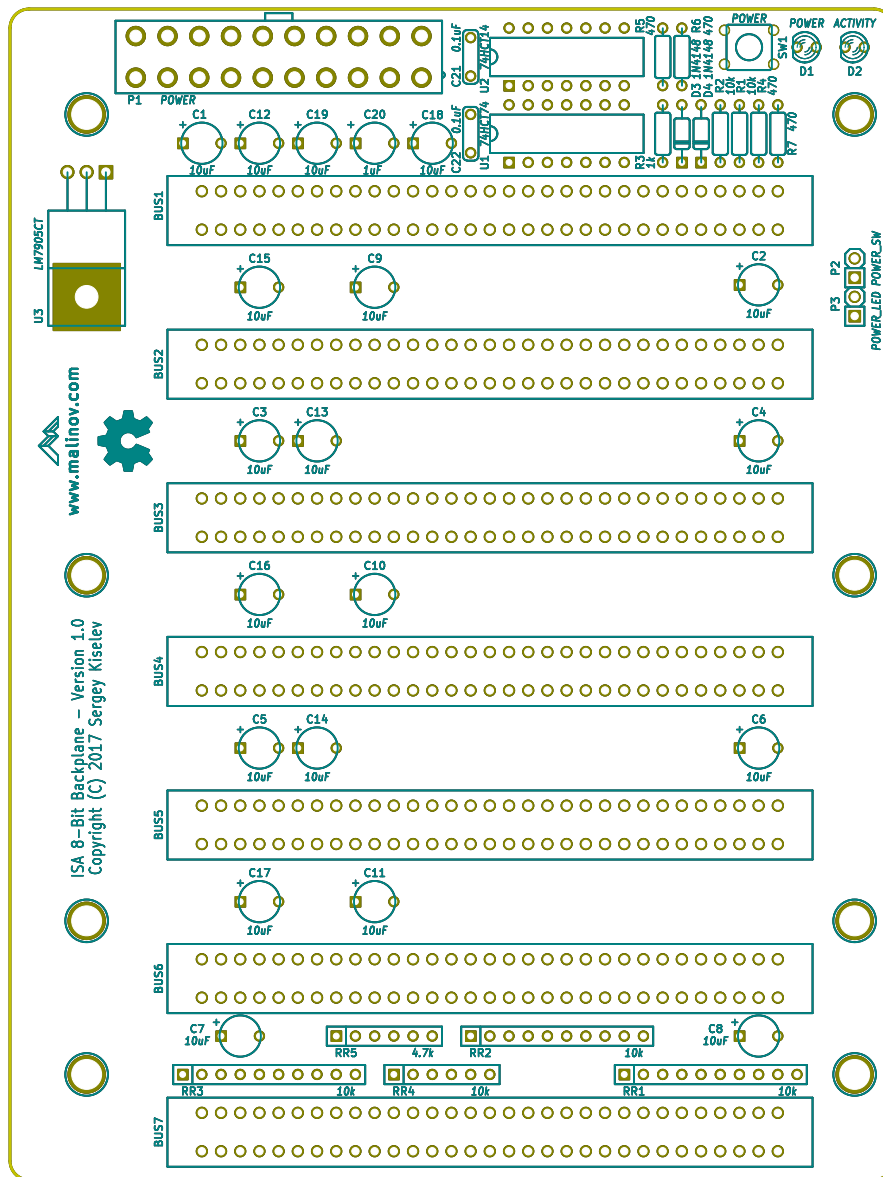 P1 POWER
C21
0.1uF
U2
74HCT14
R5
470
R6
470
1N4148
1N4148
D3
D4
R2
10k
R1
10k
R4
470
POWER
SW1
POWER
D1
ACTIVITY
D2
C1
10uF
C12
10uF
C19
10uF
C20
1uF
C18
10uF
C22
0.1uF
U1
74HCT74
R3
1k
R7
470
BUS1
LM7905CT
U3
C15
10uF
C9
10uF
C2
10uF
P2
POWER_SW
P3
POWER_LED
BUS2
www.malinov.com
C3
10uF
C13
10uF
C4
10uF
BUS3
C16
10uF
C10
10uF
ISA 8-Bit Backplane - Version 1.0
Copyright (C) 2017 Sergey Kiselev
BUS4
C5
10uF
C14
10uF
C6
10uF
BUS5
C17
10uF
C11
10uF
BUS6
C7
10uF
RR5 4.7k
RR2 10k
C8
10uF
RR3 10k
RR4 10k
RR1 10k
BUS7